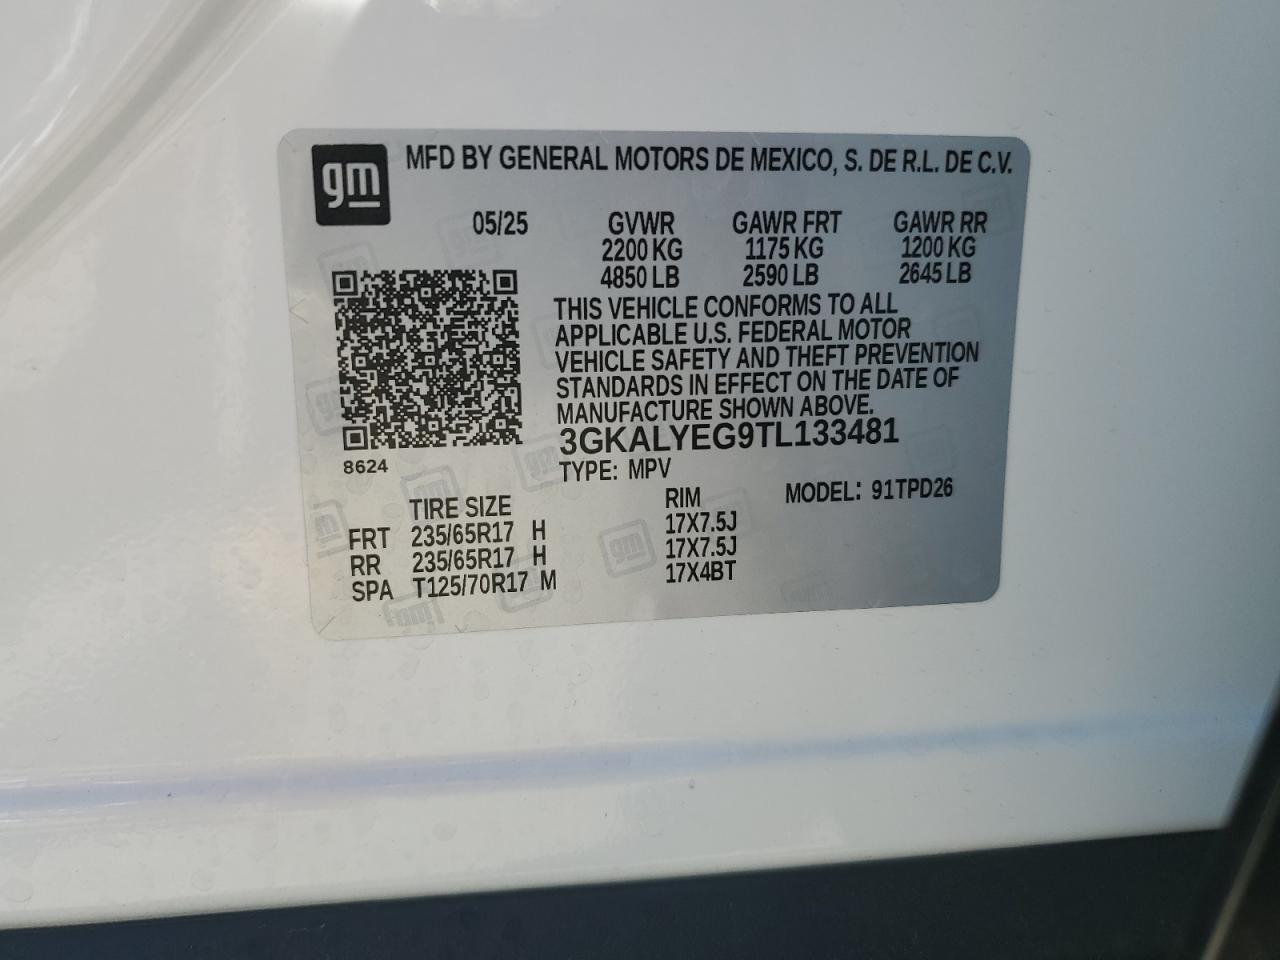 gm MFD BY GENERAL MOTORS DE MEXICO, S. DE R.L. DE C.V.
05/25 GVWR GAWR FRT GAWR RR
2200 KG 1175 KG 1200 KG
4850 LB 2590 LB 2645 LB
THIS VEHICLE CONFORMS TO ALL
APPLICABLE U.S. FEDERAL MOTOR
VEHICLE SAFETY AND THEFT PREVENTION
STANDARDS IN EFFECT ON THE DATE OF
MANUFACTURE SHOWN ABOVE.
3GKALYEG9TL133481
8624 TYPE: MPV
TIRE SIZE RIM MODEL: 91TPD26
FRT 235/65R17 H 17X7.5J
RR 235/65R17 H 17X7.5J
SPA T125/70R17 M 17X4BT